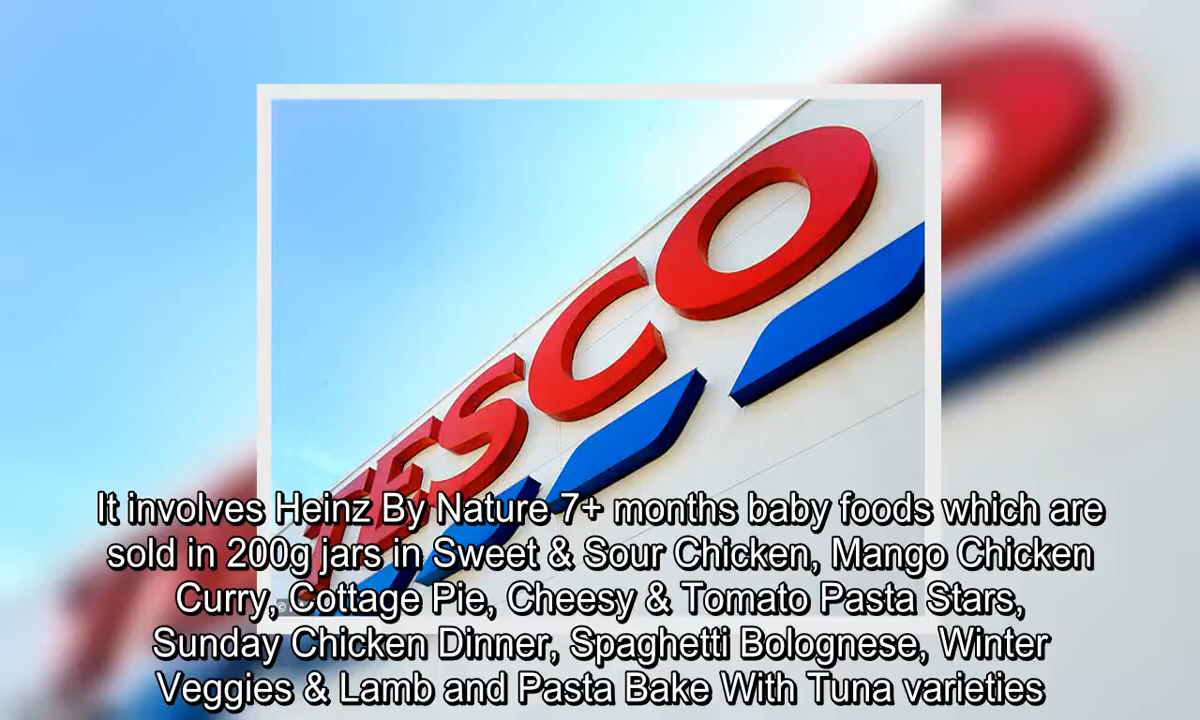 TESCO
It involves Heinz By Nature 7+ months baby foods which are
sold in 200g jars in Sweet & Sour Chicken, Mango Chicken
Curry, Cottage Pie, Cheesy & Tomato Pasta Stars,
Sunday Chicken Dinner, Spaghetti Bolognese, Winter
Veggies & Lamb and Pasta Bake With Tuna varieties
©